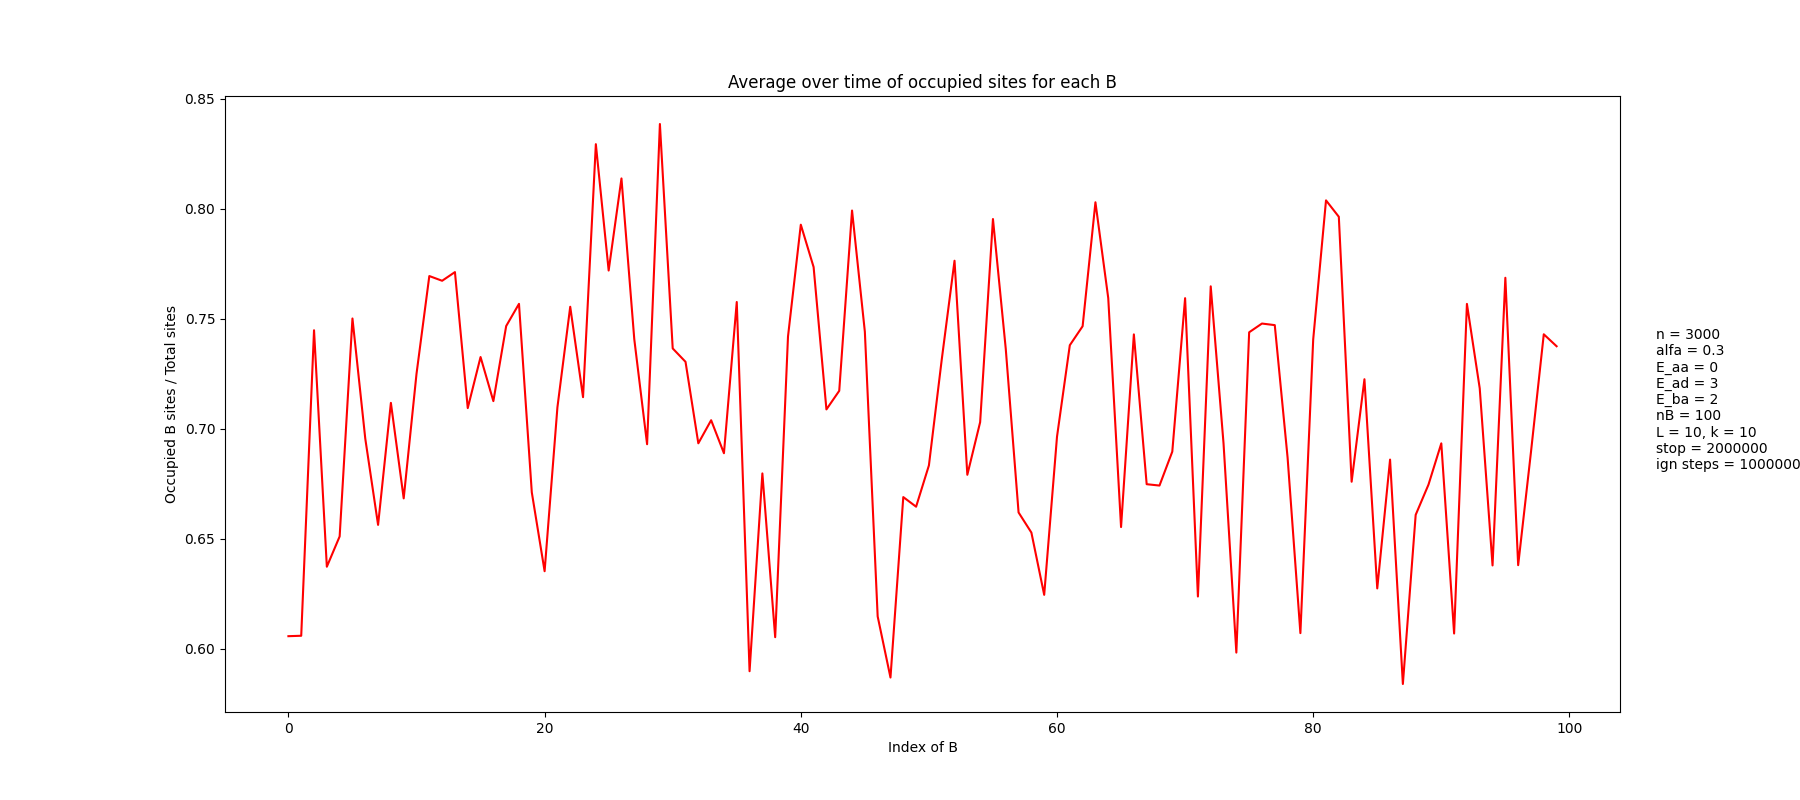 Average over time of occupied sites for each B
0.85
0.80
0.75
0.70
0.65
0.60
Occupied B sites / Total sites
0 20 40 60 80 100
Index of B
n = 3000
alfa = 0.3
E_aa = 0
E_ad = 3
E_ba = 2
nB = 100
L = 10, k = 10
stop = 2000000
ign steps = 1000000